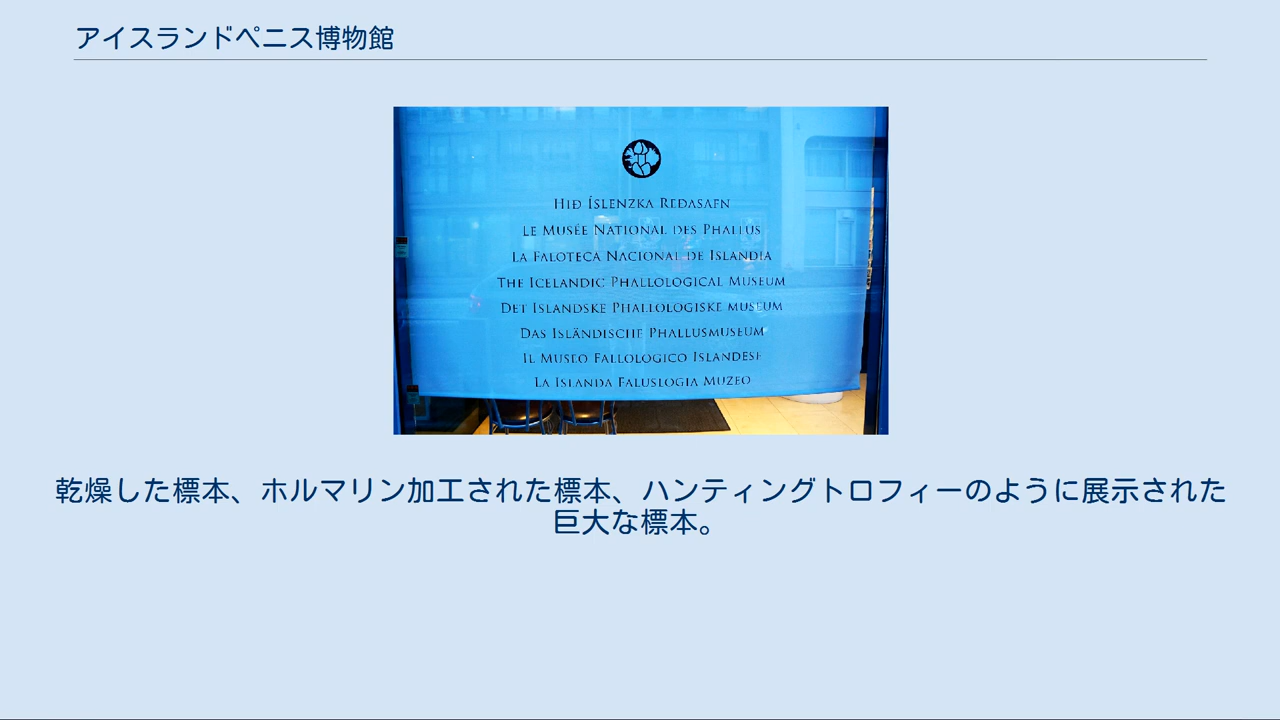 アイスランドペニス博物館
HIÐ ÍSLENZKA REÐASAFN
LE MUSÉE NATIONAL DES PHALLUS
LA FALOTECA NACIONAL DE ISLANDIA
THE ICELANDIC PHALLOLOGICAL MUSEUM
DET ISLANDSKE PHALLOLOGISKE MUSEUM
DAS ISLÄNDISCHE PHALLUSMUSEUM
IL MUSEO FALLOLOGICO ISLANDESE
LA ISLANDA FALUSLOGIA MUZEO
乾燥した標本、ホルマリン加工された標本、ハンティングトロフィーのように展示された
巨大な標本。